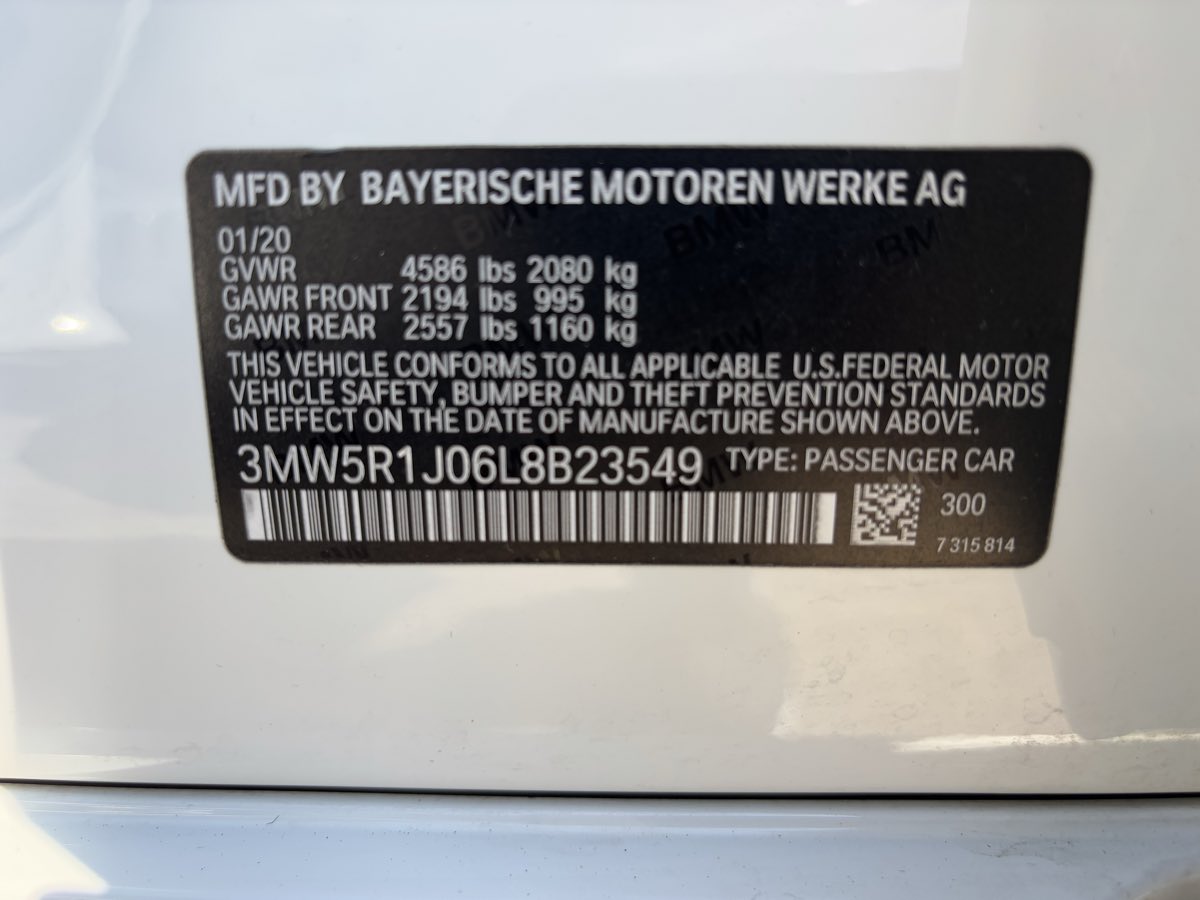 MFD BY BAYERISCHE MOTOREN WERKE AG
01/20
GVWR 4586 lbs 2080 kg
GAWR FRONT 2194 lbs 995 kg
GAWR REAR 2557 lbs 1160 kg
THIS VEHICLE CONFORMS TO ALL APPLICABLE U.S.FEDERAL MOTOR
VEHICLE SAFETY, BUMPER AND THEFT PREVENTION STANDARDS
IN EFFECT ON THE DATE OF MANUFACTURE SHOWN ABOVE.
3MW5R1J06L8B23549 TYPE: PASSENGER CAR
300
7 315 814